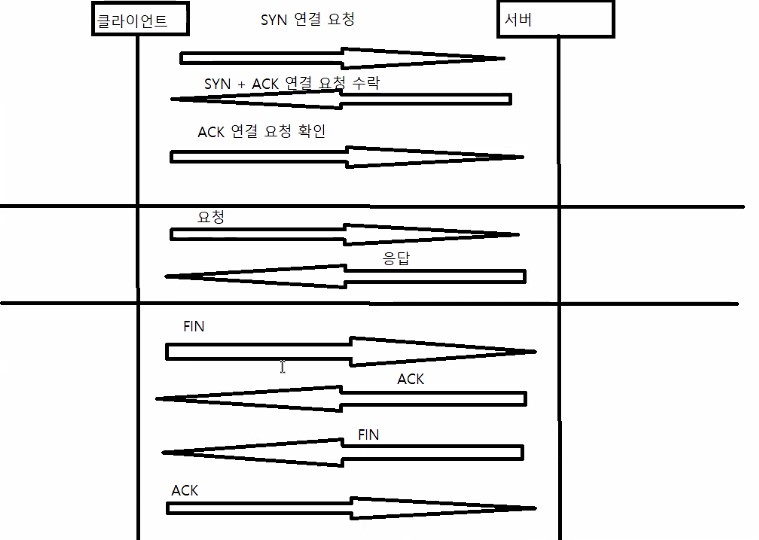 클라이언트
SYN 연결 요청
서버
SYN + ACK 연결 요청 수락
ACK 연결 요청 확인
요청
응답
FIN
ACK
FIN
ACK